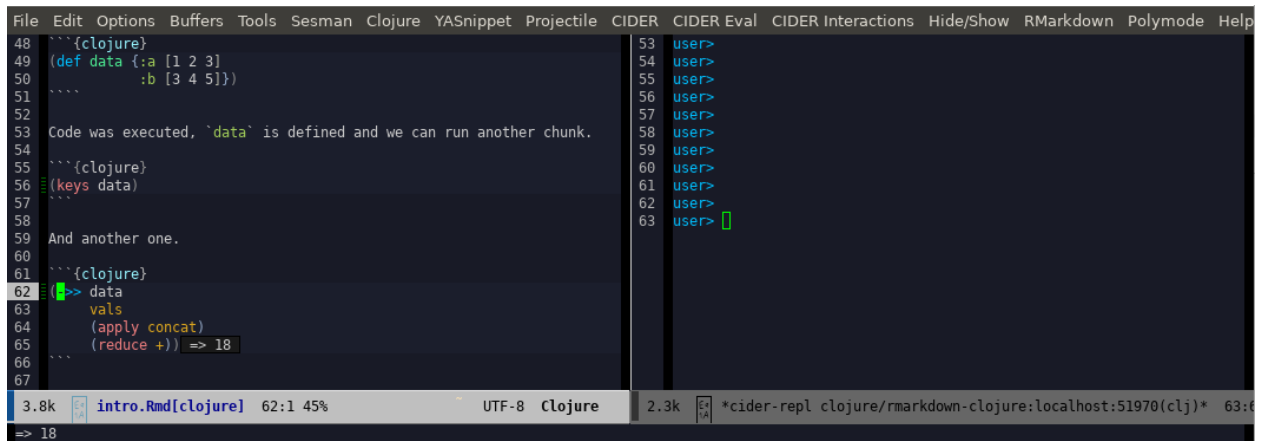 File Edit Options Buffers Tools Sesman Clojure YASnippet Projectile CIDER CIDER Eval CIDER Interactions Hide/Show RMarkdown Polymode Help
48 ```{clojure}
49 (def data {:a [1 2 3]
50 :b [3 4 5]})
51 ````
52
53 Code was executed, `data` is defined and we can run another chunk.
54
55 ```{clojure}
56 (keys data)
57 ```
58
59 And another one.
60
61 ```{clojure}
62 (->> data
63 vals
64 (apply concat)
65 (reduce +)) => 18
66 ```
67
3.8k intro.Rmd[clojure] 62:1 45% UTF-8 Clojure
53 user>
54 user>
55 user>
56 user>
57 user>
58 user>
59 user>
60 user>
61 user>
62 user>
63 user>
2.3k *cider-repl clojure/rmarkdown-clojure:localhost:51970(clj)* 63:6
=> 18